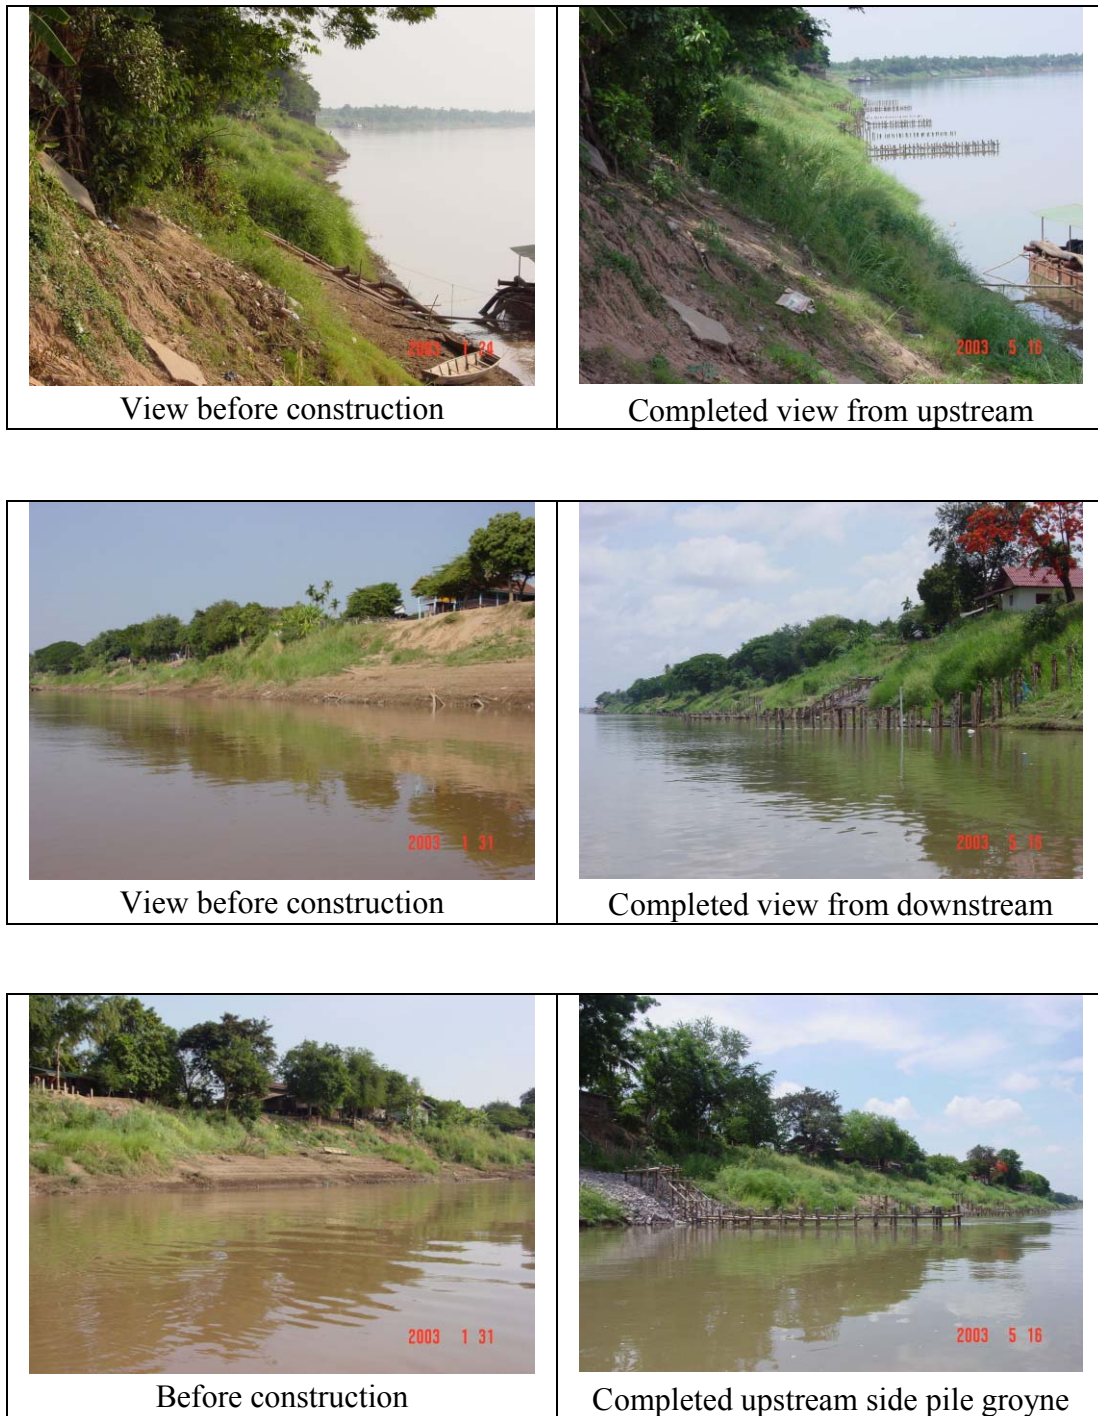 2003 1 24
2003 5 16
View before construction
Completed view from upstream
2003 1 31
2003 5 16
View before construction
Completed view from downstream
2003 1 31
2003 5 16
Before construction
Completed upstream side pile groyne